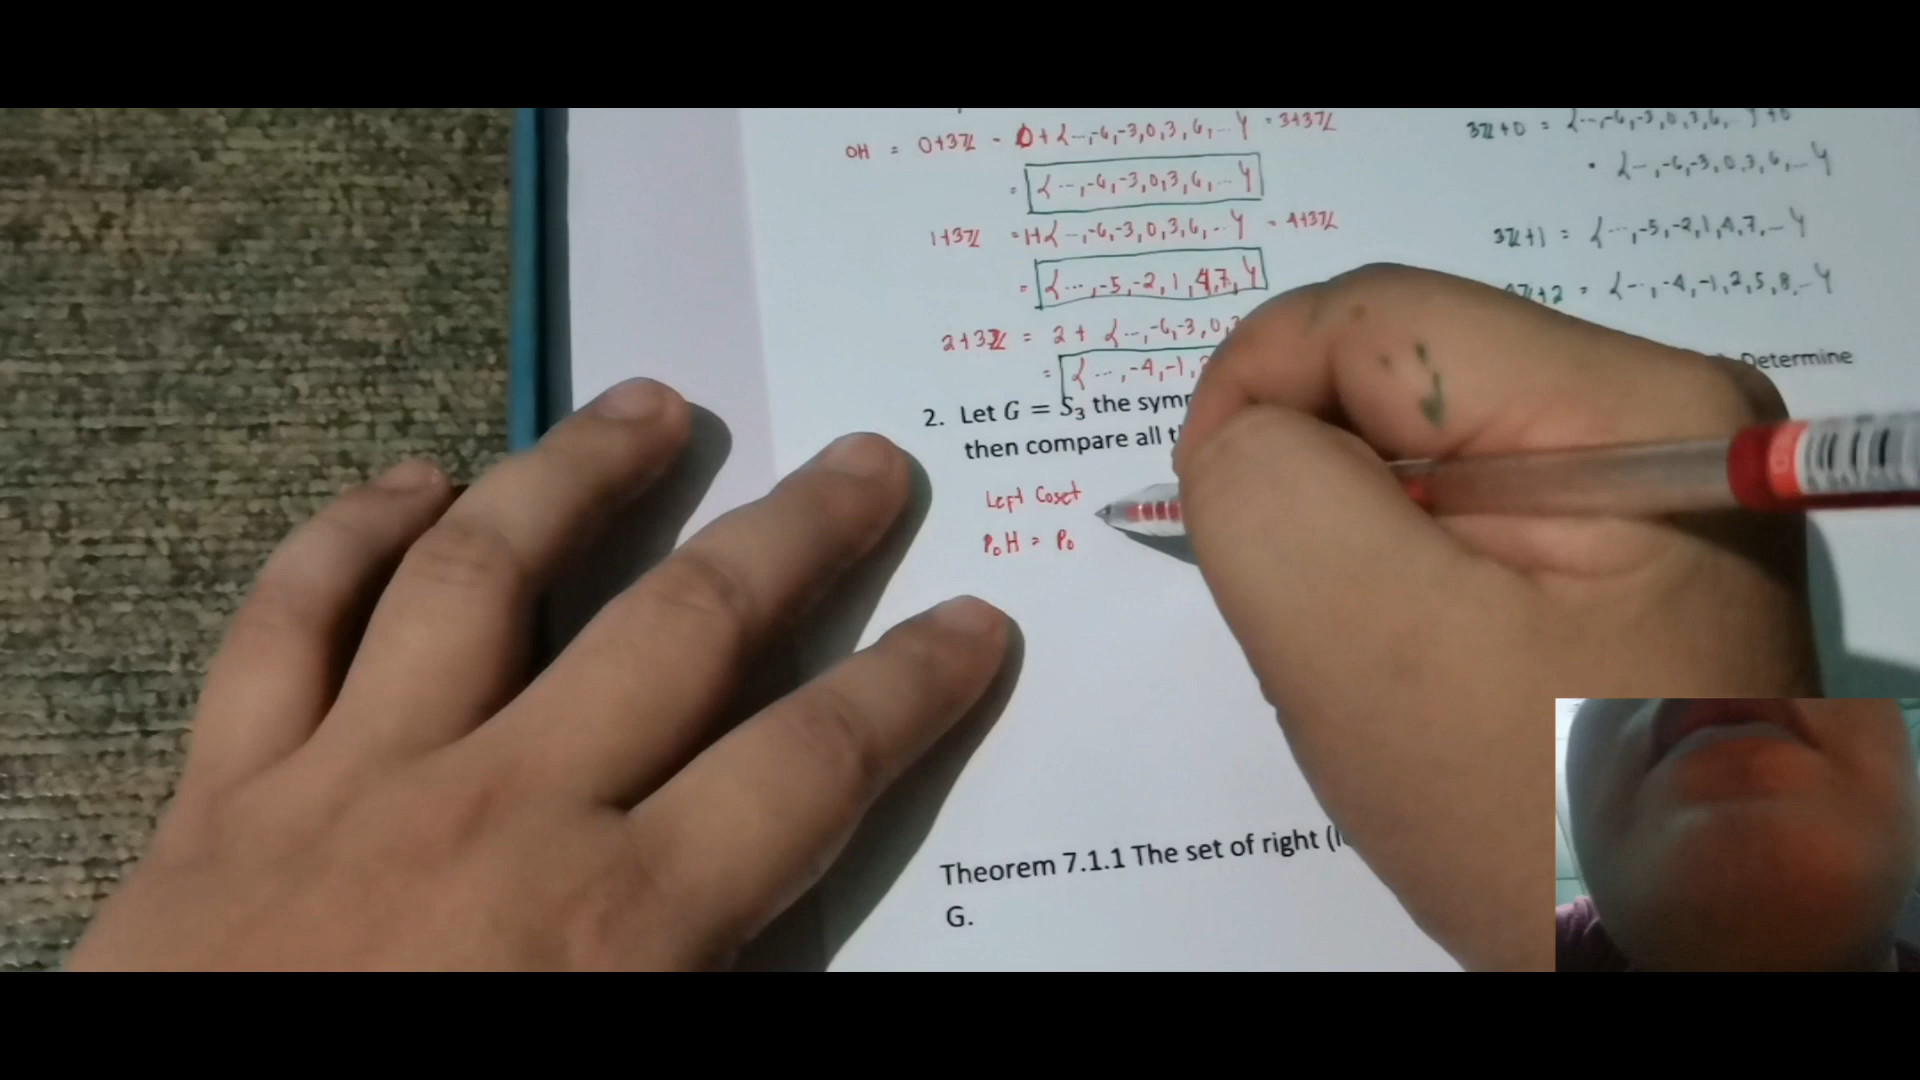 OH = 0+3ℤ = 0+{…,-6,-3,0,3,6,…} = 3+3ℤ
= {…,-6,-3,0,3,6,…}
1+3ℤ = 1+{…,-6,-3,0,3,6,…} = 4+3ℤ
= {…,-5,-2,1,4,7,}
2+3ℤ = 2 + {…,-6,-3,0,
= {…,-4,-1,
3ℤ+0 = {…,-6,-3,0,3,6,…}+0
= {…,-6,-3,0,3,6,…}
3ℤ+1 = {…,-5,-2,1,4,7,…}
+2 = {…,-4,-1,2,5,8,…}
2. Let G = S₃ the Determine
then compare all
Left Coset
P₀H = P₀
Theorem 7.1.1 The set of right
G.